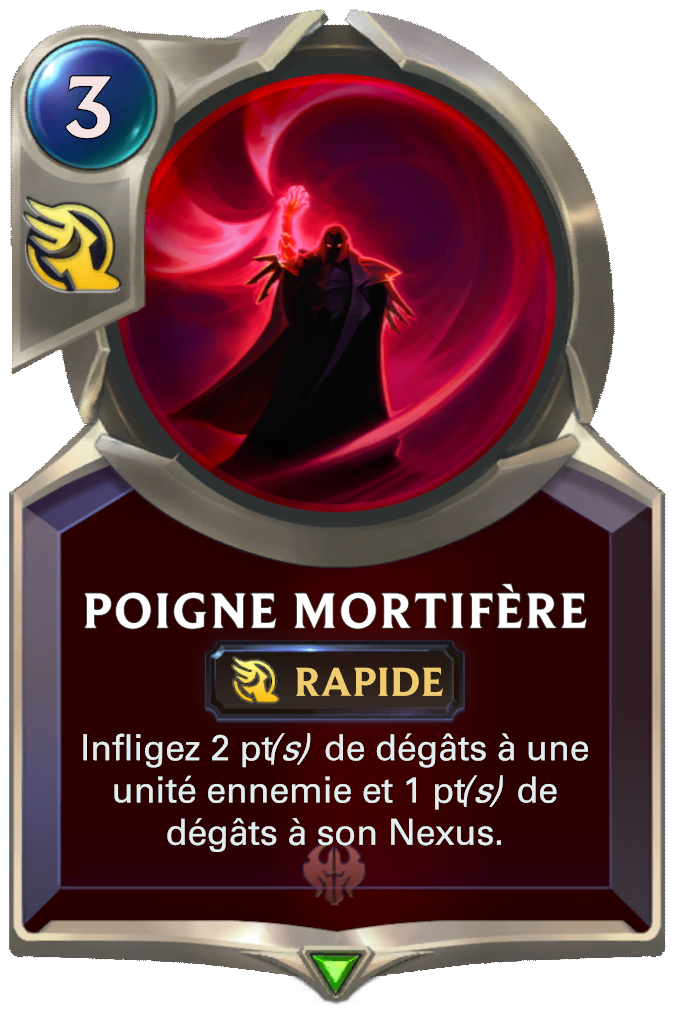 3
POIGNE MORTIFÈRE
RAPIDE
Infligez 2 pt(s) de dégâts à une
unité ennemie et 1 pt(s) de
dégâts à son Nexus.